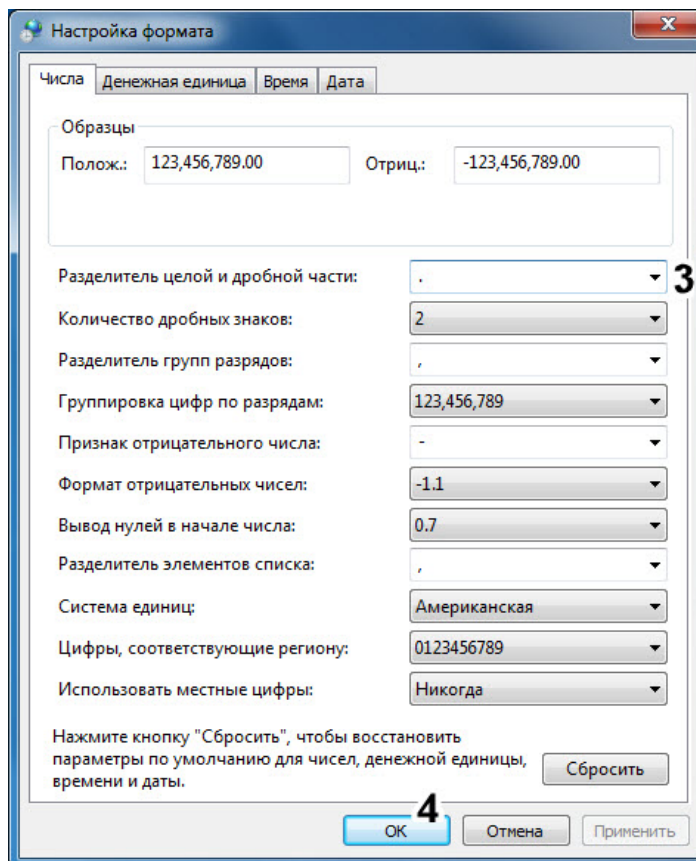 Настройка формата
Числа Денежная единица Время Дата
Образцы
Полож.: 123,456,789.00 Отриц.: -123,456,789.00
Разделитель целой и дробной части: . 3
Количество дробных знаков: 2
Разделитель групп разрядов: ,
Группировка цифр по разрядам: 123,456,789
Признак отрицательного числа: -
Формат отрицательных чисел: -1.1
Вывод нулей в начале числа: 0.7
Разделитель элементов списка: ,
Система единиц: Американская
Цифры, соответствующие региону: 0123456789
Использовать местные цифры: Никогда
Нажмите кнопку "Сбросить", чтобы восстановить
параметры по умолчанию для чисел, денежной единицы,
времени и даты.
Сбросить
4
ОК Отмена Применить